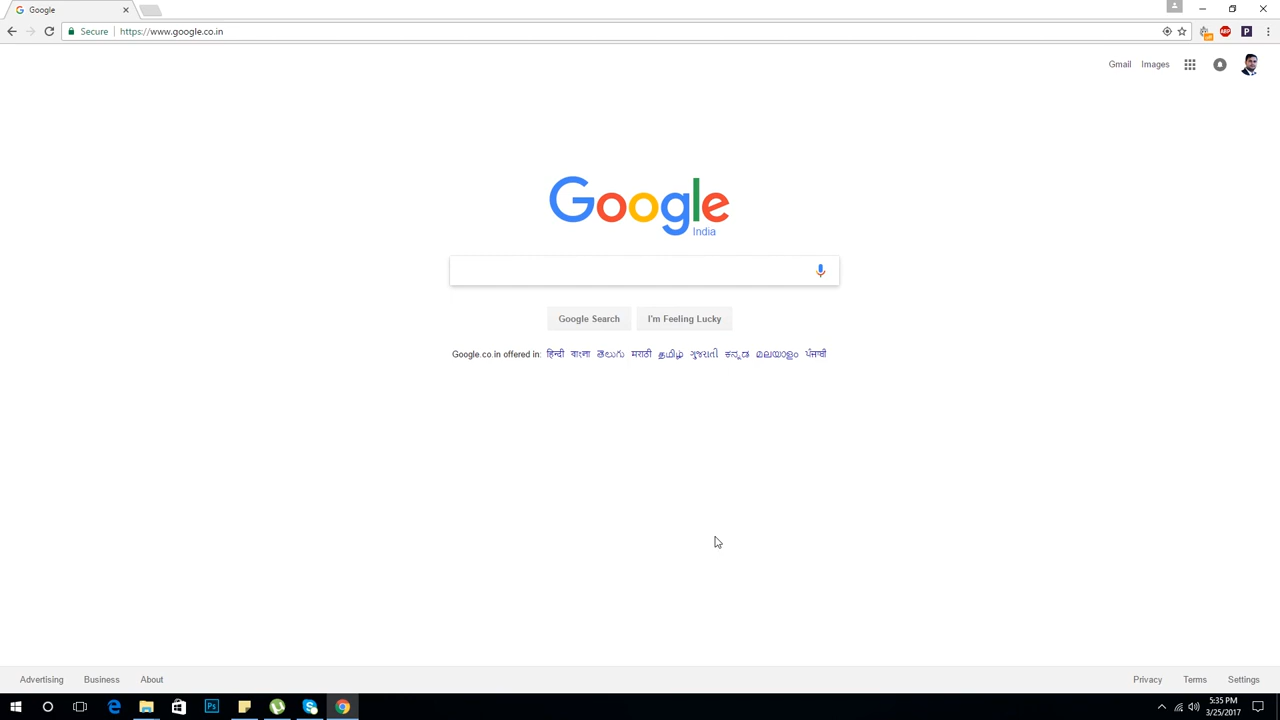 Google
Secure https://www.google.co.in
ABP
P
Gmail Images
Google
India
Google Search I'm Feeling Lucky
Google.co.in offered in: हिन्दी বাংলা తెలుగు मराठी தமிழ் ગુજરાતી ಕನ್ನಡ മലയാളം ਪੰਜਾਬੀ
Advertising Business About Privacy Terms Settings
Ps
5:35 PM
3/25/2017